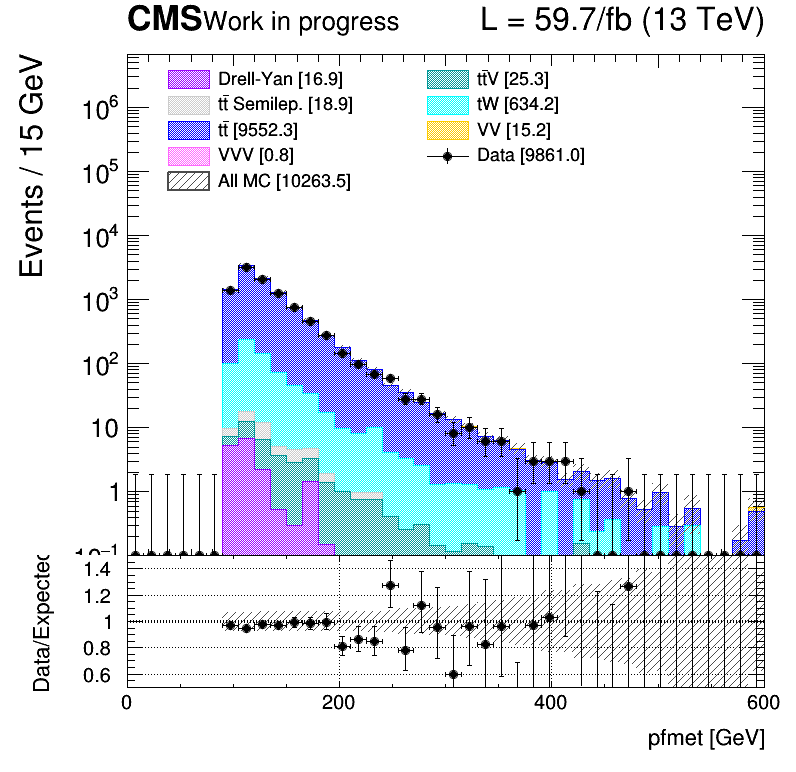 CMS Work in progress L = 59.7/fb (13 TeV)
Events / 15 GeV
Drell-Yan [16.9]
tt̄ Semilep. [18.9]
tt̄ [9552.3]
VVV [0.8]
All MC [10263.5]
tt̄V [25.3]
tW [634.2]
VV [15.2]
Data [9861.0]
10⁶
10⁵
10⁴
10³
10²
10
1
10⁻¹
Data/Expected
1.4
1.2
1
0.8
0.6
0 200 400 600
pfmet [GeV]